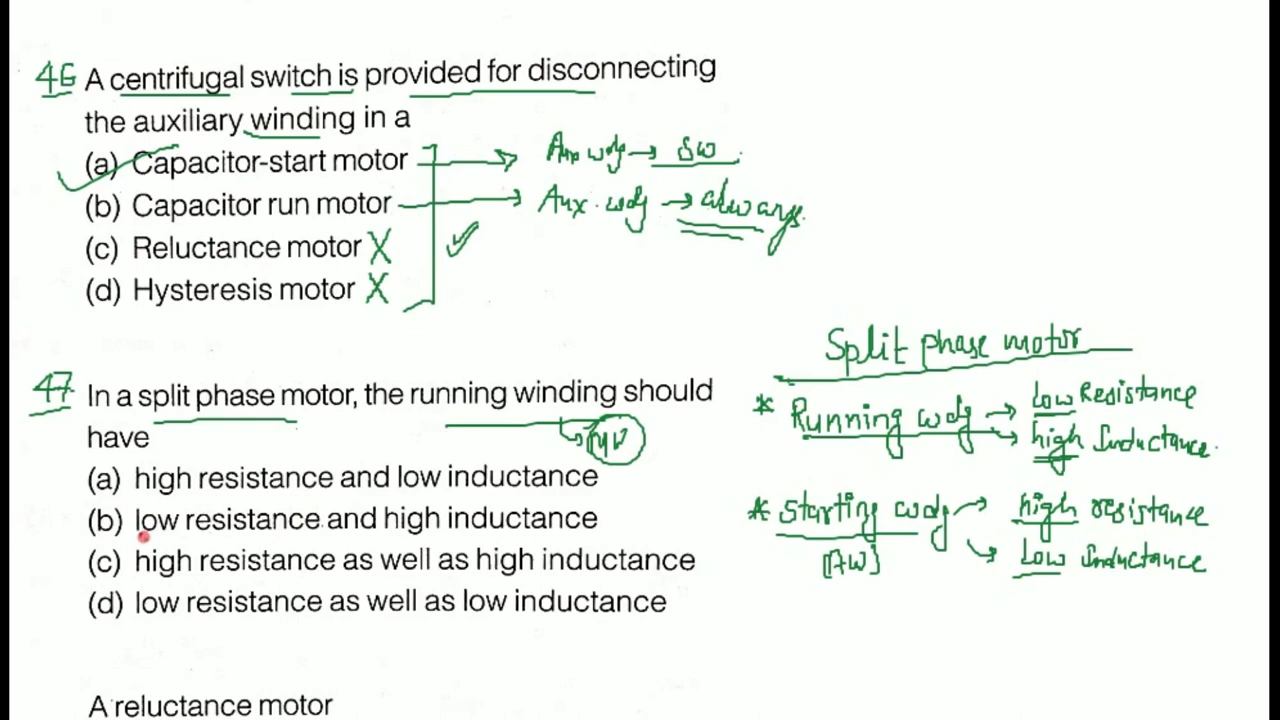 46 A centrifugal switch is provided for disconnecting
the auxiliary winding in a
(a) Capacitor-start motor
(b) Capacitor run motor
(c) Reluctance motor X
(d) Hysteresis motor X
Aux wdg → SW
Aux. wdg → always.
47 In a split phase motor, the running winding should
have
MW
(a) high resistance and low inductance
(b) low resistance and high inductance
(c) high resistance as well as high inductance
(d) low resistance as well as low inductance
Split phase motor
* Running wdg → Low Resistance
→ high Inductance.
* Starting wdg → high resistance
[AW] → Low Inductance
A reluctance motor